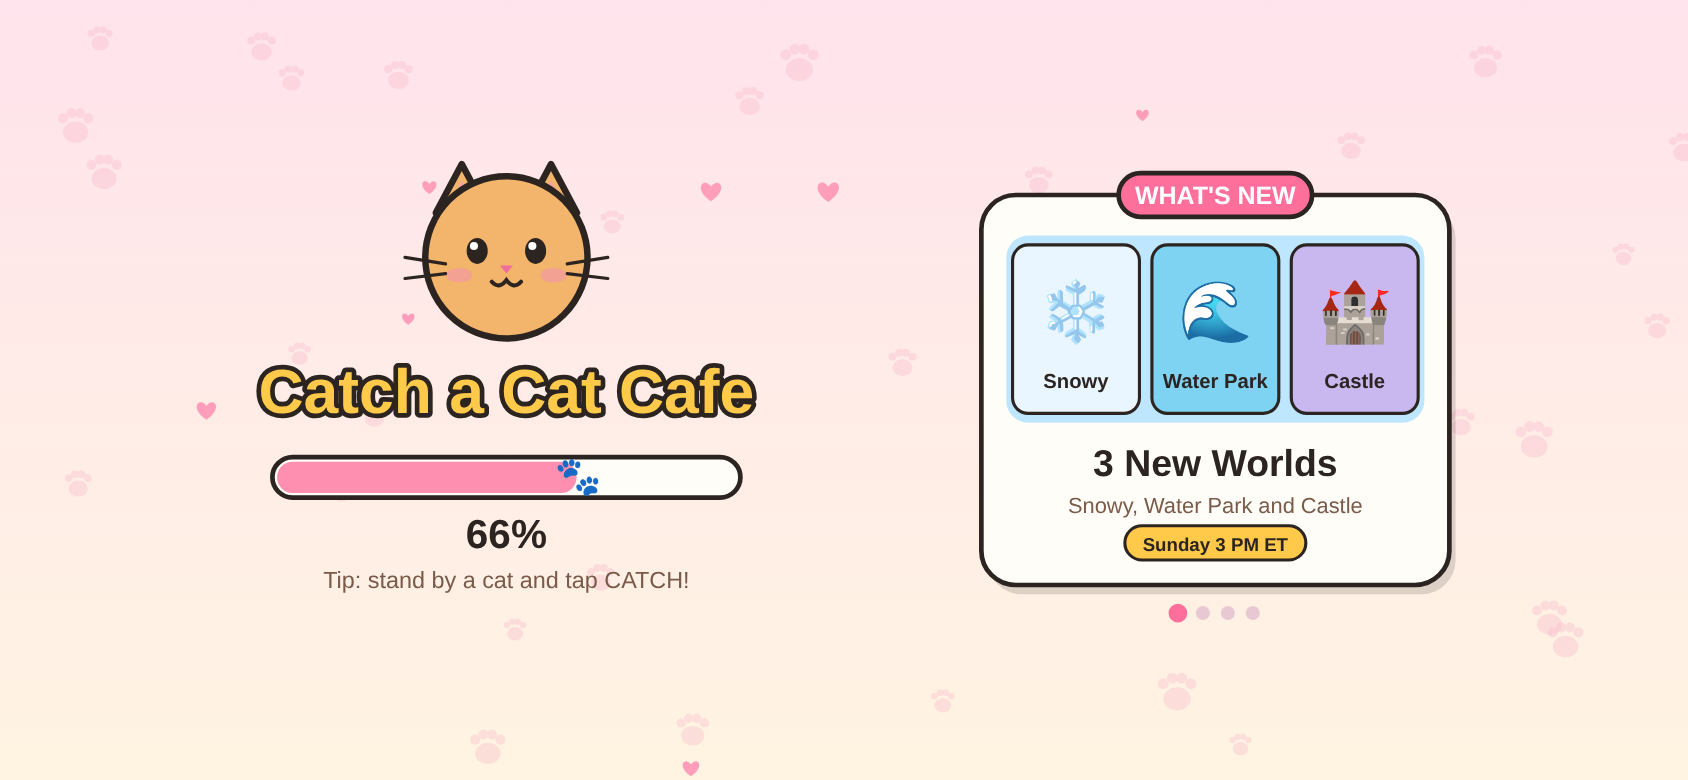 Catch a Cat Cafe
66%
Tip: stand by a cat and tap CATCH!
WHAT'S NEW
Snowy
Water Park
Castle
3 New Worlds
Snowy, Water Park and Castle
Sunday 3 PM ET